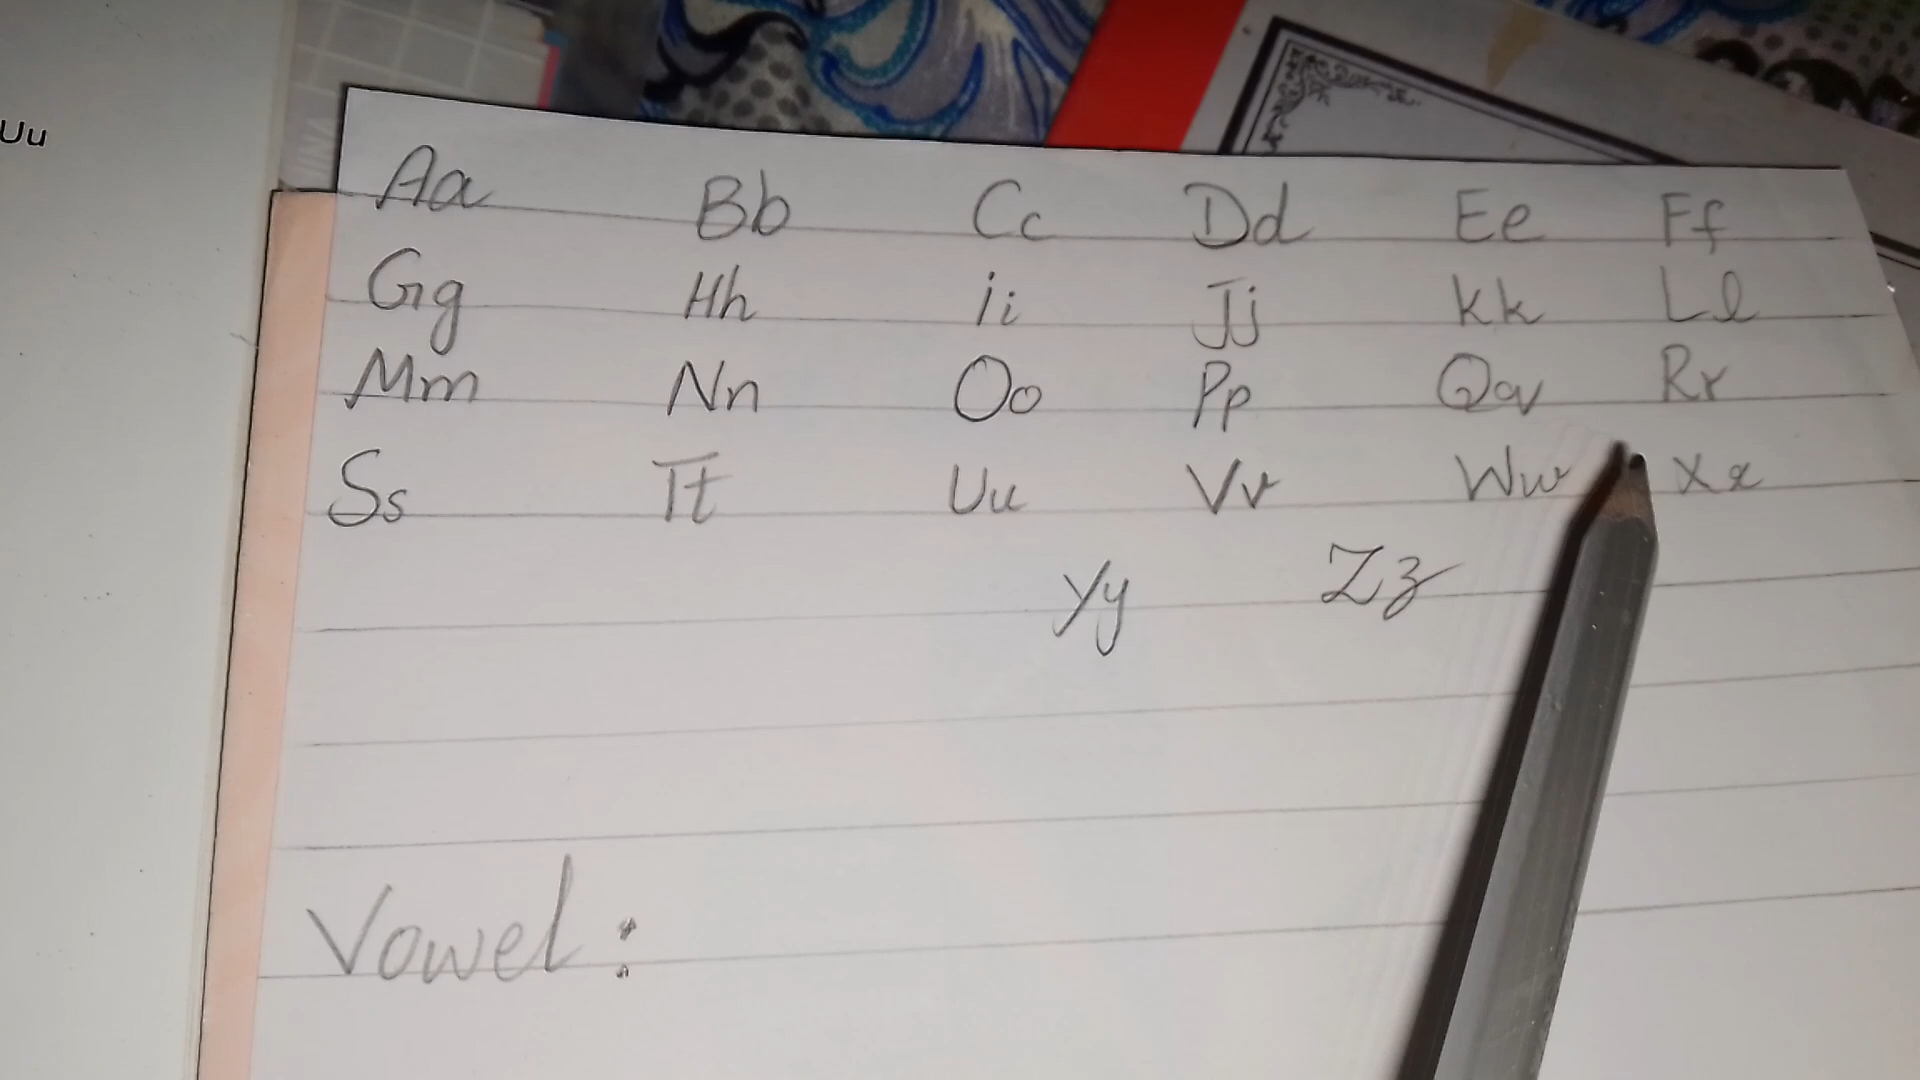 Uu
Aa Bb Cc Dd Ee Ff
Gg Hh ii Jj Kk Ll
Mm Nn Oo Pp Qq Rr
Ss Tt Uu Vv Ww Xx
Yy Zz
Vowel :